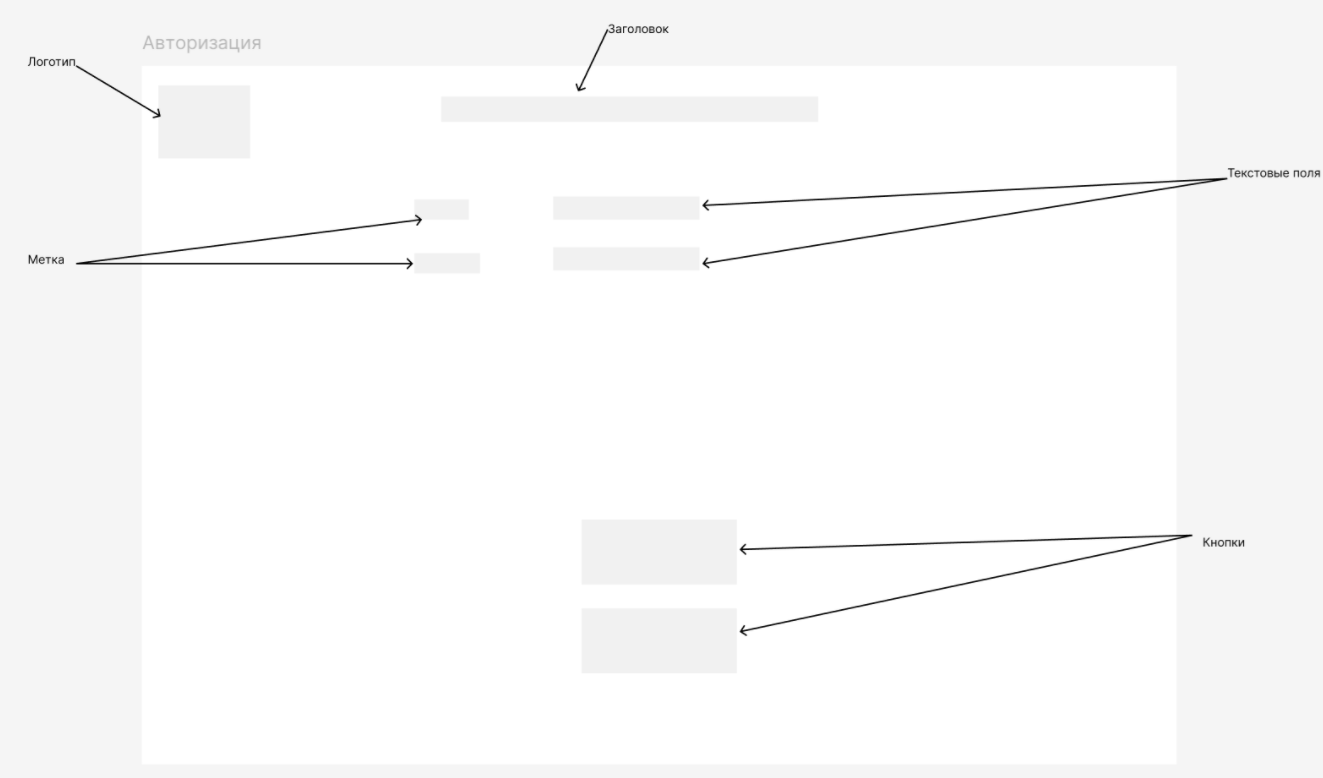 Заголовок
Авторизация
Логотип
Текстовые поля
Метка
Кнопки